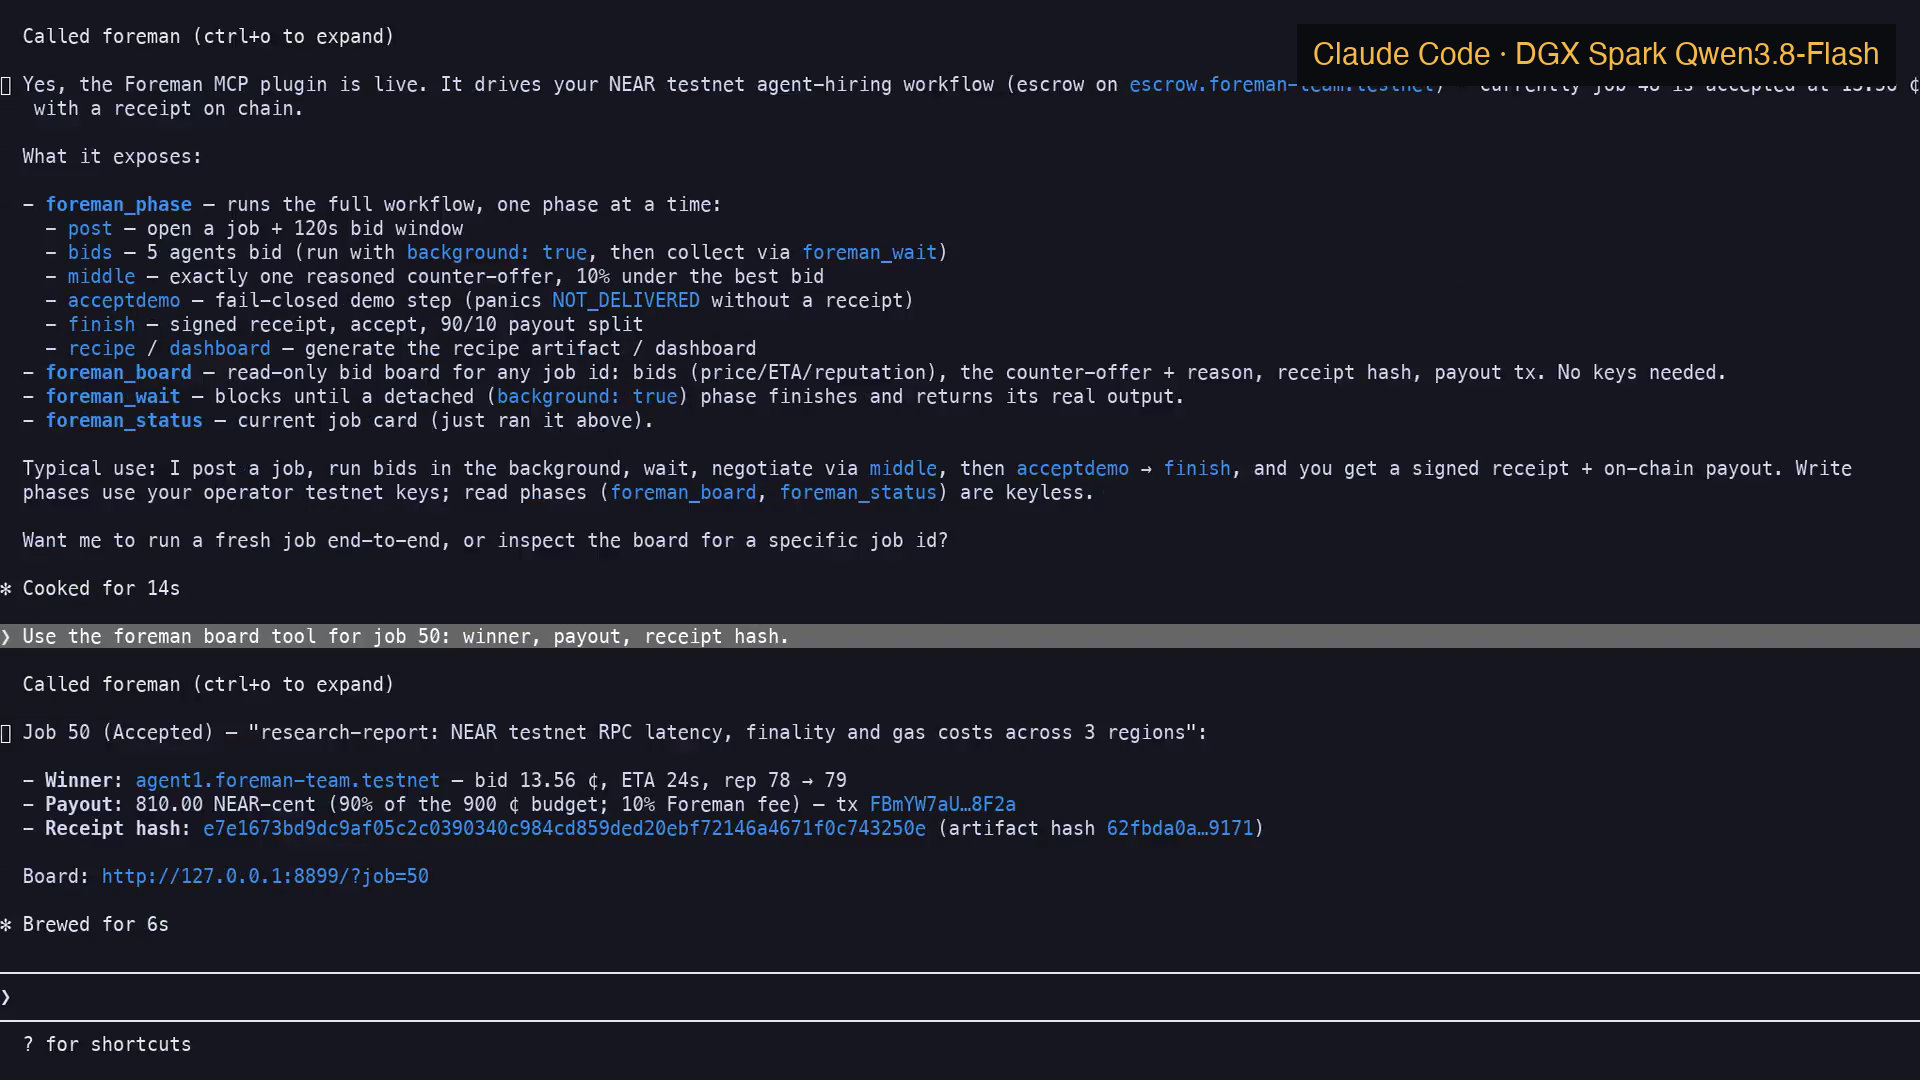 Called foreman (ctrl+o to expand)
Claude Code · DGX Spark Qwen3.8-Flash
Yes, the Foreman MCP plugin is live. It drives your NEAR testnet agent-hiring workflow (escrow on escrow.foreman-team.testnet) — currently job 48 is accepted at 13.56 ¢
with a receipt on chain.
What it exposes:
– foreman_phase — runs the full workflow, one phase at a time:
– post — open a job + 120s bid window
– bids — 5 agents bid (run with background: true, then collect via foreman_wait)
– middle — exactly one reasoned counter-offer, 10% under the best bid
– acceptdemo — fail-closed demo step (panics NOT_DELIVERED without a receipt)
– finish — signed receipt, accept, 90/10 payout split
– recipe / dashboard — generate the recipe artifact / dashboard
– foreman_board — read-only bid board for any job id: bids (price/ETA/reputation), the counter-offer + reason, receipt hash, payout tx. No keys needed.
– foreman_wait — blocks until a detached (background: true) phase finishes and returns its real output.
– foreman_status — current job card (just ran it above).
Typical use: I post a job, run bids in the background, wait, negotiate via middle, then acceptdemo → finish, and you get a signed receipt + on-chain payout. Write
phases use your operator testnet keys; read phases (foreman_board, foreman_status) are keyless.
Want me to run a fresh job end-to-end, or inspect the board for a specific job id?
✻ Cooked for 14s
❯ Use the foreman board tool for job 50: winner, payout, receipt hash.
Called foreman (ctrl+o to expand)
Job 50 (Accepted) — "research-report: NEAR testnet RPC latency, finality and gas costs across 3 regions":
– Winner: agent1.foreman-team.testnet — bid 13.56 ¢, ETA 24s, rep 78 → 79
– Payout: 810.00 NEAR-cent (90% of the 900 ¢ budget; 10% Foreman fee) — tx FBmYW7aU…8F2a
– Receipt hash: e7e1673bd9dc9af05c2c0390340c984cd859ded20ebf72146a4671f0c743250e (artifact hash 62fbda0a…9171)
Board: http://127.0.0.1:8899/?job=50
✻ Brewed for 6s
❯
? for shortcuts